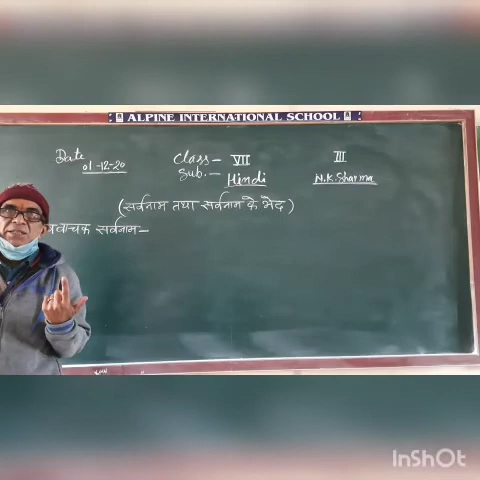 ALPINE INTERNATIONAL SCHOOL
Date Class - VII III
01-12-20 Sub. - Hindi N.K. Sharma
(सर्वनाम तथा सर्वनाम के भेद)
सर्वनाम -
InShOt